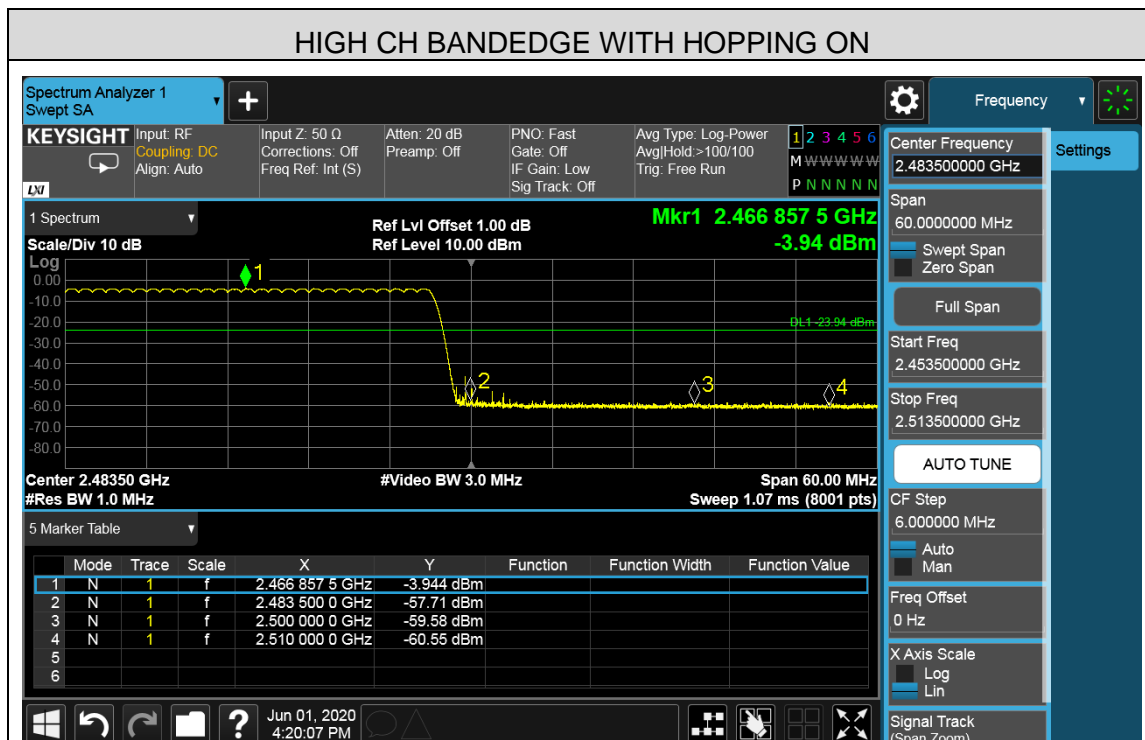 HIGH CH BANDEDGE WITH HOPPING ON
Spectrum Analyzer 1
Swept SA
Frequency
KEYSIGHT
LXI
Input: RF
Coupling: DC
Align: Auto
Input Z: 50 Ω
Corrections: Off
Freq Ref: Int (S)
Atten: 20 dB
Preamp: Off
PNO: Fast
Gate: Off
IF Gain: Low
Sig Track: Off
Avg Type: Log-Power
Avg|Hold:>100/100
Trig: Free Run
1 2 3 4 5 6
M W W W W W
P N N N N N
1 Spectrum
Scale/Div 10 dB
Ref Lvl Offset 1.00 dB
Ref Level 10.00 dBm
Mkr1 2.466 857 5 GHz
-3.94 dBm
Log
0.00
-10.0
-20.0
-30.0
-40.0
-50.0
-60.0
-70.0
-80.0
1
DL1 -23.94 dBm
2
3
4
Center 2.48350 GHz
#Res BW 1.0 MHz
#Video BW 3.0 MHz
Span 60.00 MHz
Sweep 1.07 ms (8001 pts)
5 Marker Table
Mode Trace Scale X Y Function Function Width Function Value
1 N 1 f 2.466 857 5 GHz -3.944 dBm
2 N 1 f 2.483 500 0 GHz -57.71 dBm
3 N 1 f 2.500 000 0 GHz -59.58 dBm
4 N 1 f 2.510 000 0 GHz -60.55 dBm
5
6
?
Jun 01, 2020
4:20:07 PM
Center Frequency
2.483500000 GHz
Settings
Span
60.0000000 MHz
Swept Span
Zero Span
Full Span
Start Freq
2.453500000 GHz
Stop Freq
2.513500000 GHz
AUTO TUNE
CF Step
6.000000 MHz
Auto
Man
Freq Offset
0 Hz
X Axis Scale
Log
Lin
Signal Track
(Span Zoom)